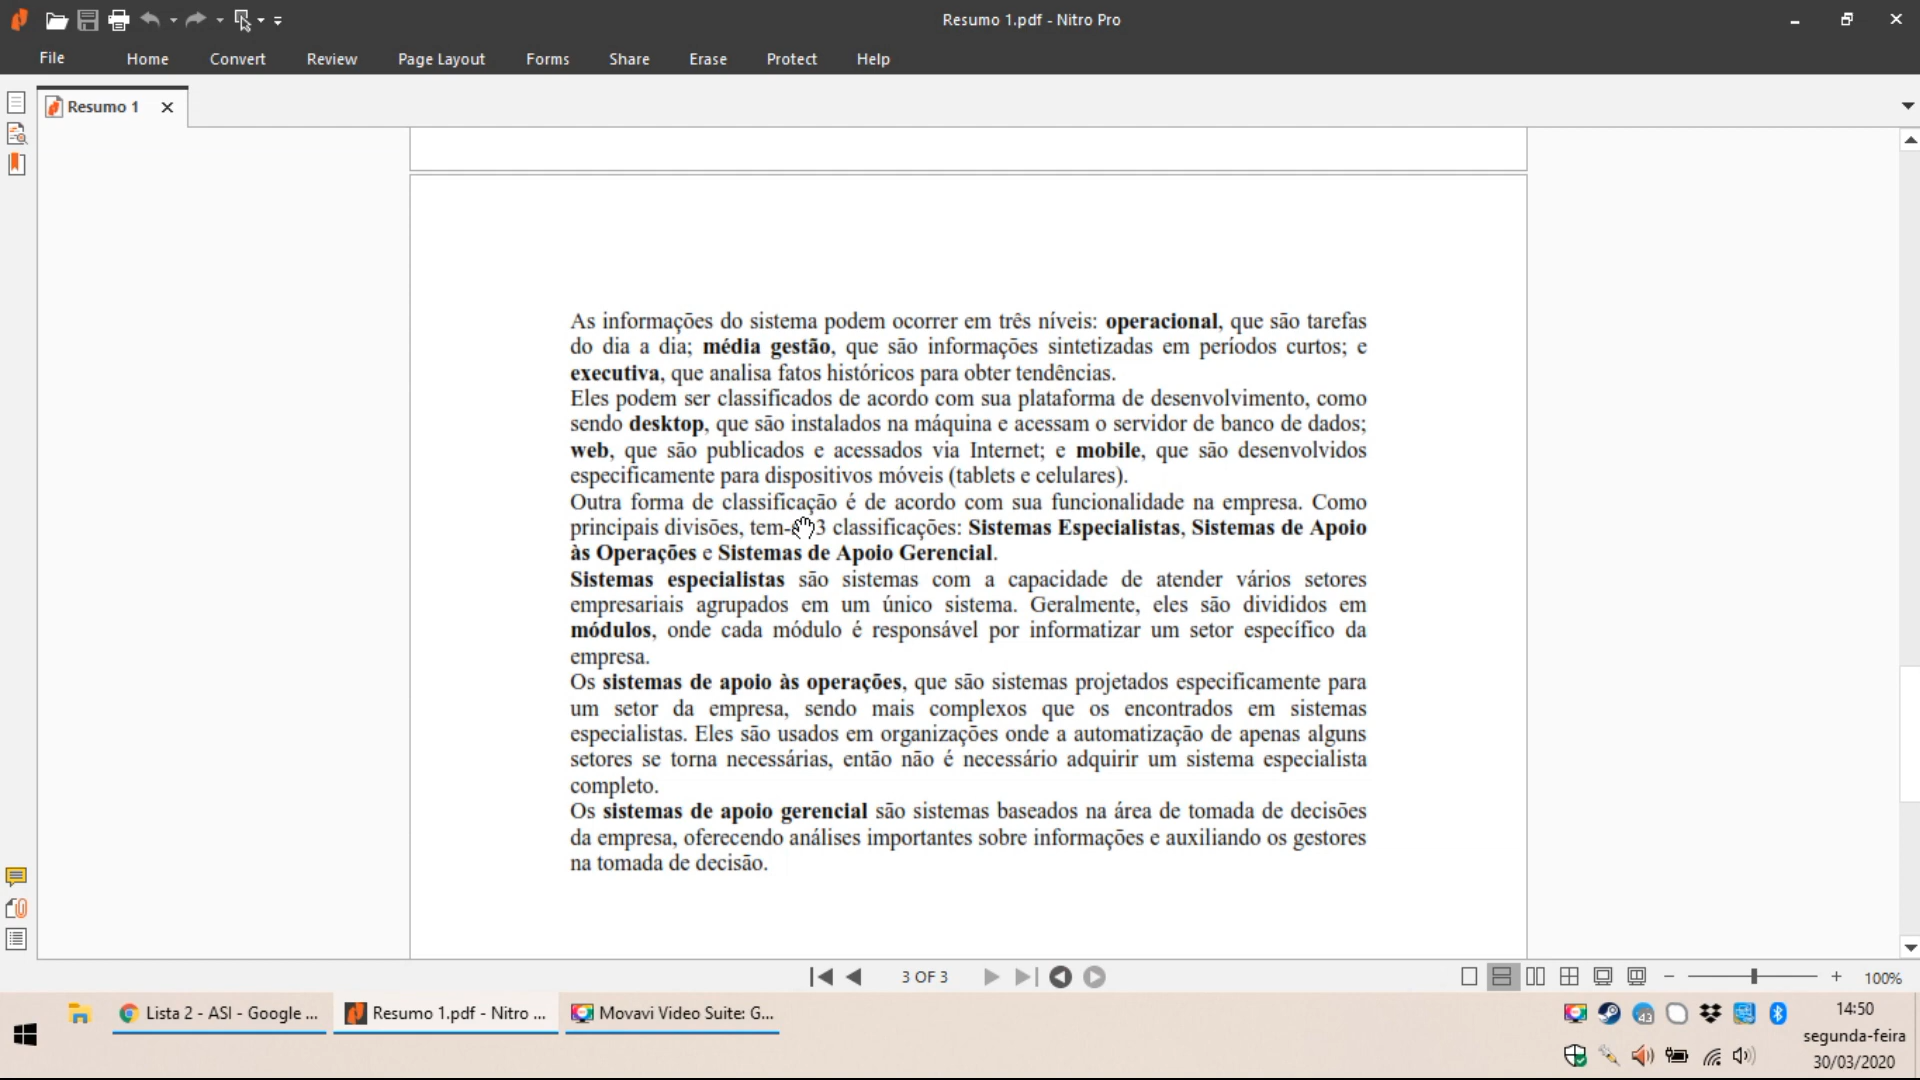 Resumo 1.pdf - Nitro Pro
File Home Convert Review Page Layout Forms Share Erase Protect Help
Resumo 1
As informações do sistema podem ocorrer em três níveis: operacional, que são tarefas
do dia a dia; média gestão, que são informações sintetizadas em períodos curtos; e
executiva, que analisa fatos históricos para obter tendências.
Eles podem ser classificados de acordo com sua plataforma de desenvolvimento, como
sendo desktop, que são instalados na máquina e acessam o servidor de banco de dados;
web, que são publicados e acessados via Internet; e mobile, que são desenvolvidos
especificamente para dispositivos móveis (tablets e celulares).
Outra forma de classificação é de acordo com sua funcionalidade na empresa. Como
principais divisões, 3 classificações: Sistemas Especialistas, Sistemas de Apoio
às Operações e Sistemas de Apoio Gerencial.
Sistemas especialistas são sistemas com a capacidade de atender vários setores
empresariais agrupados em um único sistema. Geralmente, eles são divididos em
módulos, onde cada módulo é responsável por informatizar um setor específico da
empresa.
Os sistemas de apoio às operações, que são sistemas projetados especificamente para
um setor da empresa, sendo mais complexos que os encontrados em sistemas
especialistas. Eles são usados em organizações onde a automatização de apenas alguns
setores se torna necessárias, então não é necessário adquirir um sistema especialista
completo.
Os sistemas de apoio gerencial são sistemas baseados na área de tomada de decisões
da empresa, oferecendo análises importantes sobre informações e auxiliando os gestores
na tomada de decisão.
3 OF 3
100%
Lista 2 - ASI - Google ...
Resumo 1.pdf - Nitro ...
Movavi Video Suite: G...
43
14:50
segunda-feira
30/03/2020